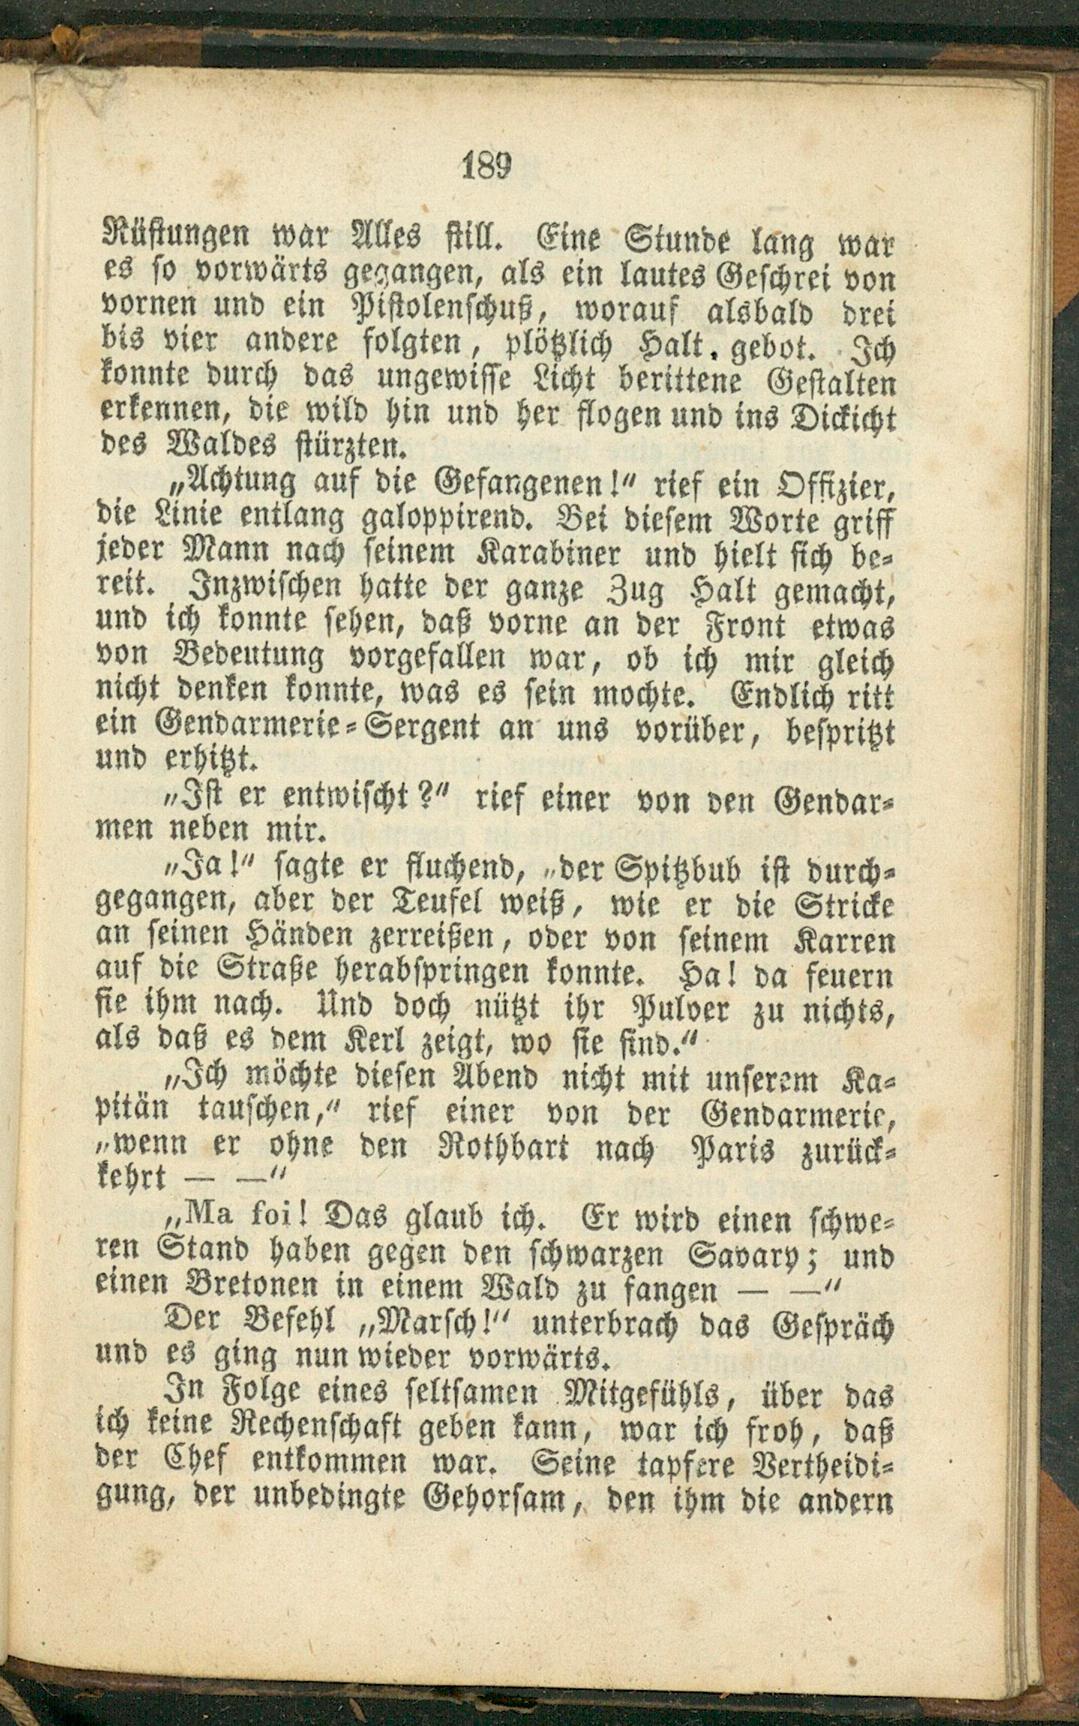 189
Rüstungen war Alles still. Eine Stunde lang war
es so vorwärts gegangen, als ein lautes Geschrei von
vornen und ein Pistolenschuß, worauf alsbald drei
bis vier andere folgten, plötzlich Halt. gebot. Ich
konnte durch das ungewisse Licht berittene Gestalten
erkennen, die wild hin und her flogen und ins Dickicht
des Waldes stürzten.
„Achtung auf die Gefangenen!“ rief ein Offizier,
die Linie entlang galoppirend. Bei diesem Worte griff
jeder Mann nach seinem Karabiner und hielt sich be-
reit. Inzwischen hatte der ganze Zug Halt gemacht,
und ich konnte sehen, daß vorne an der Front etwas
von Bedeutung vorgefallen war, ob ich mir gleich
nicht denken konnte, was es sein mochte. Endlich ritt
ein Gendarmerie-Sergent an uns vorüber, bespritzt
und erhitzt.
„Ist er entwischt?“ rief einer von den Gendar-
men neben mir.
„Ja!“ sagte er fluchend, „der Spitzbub ist durch-
gegangen, aber der Teufel weiß, wie er die Stricke
an seinen Händen zerreißen, oder von seinem Karren
auf die Straße herabspringen konnte. Ha! da feuern
sie ihm nach. Und doch nützt ihr Pulver zu nichts,
als daß es dem Kerl zeigt, wo sie sind.“
„Ich möchte diesen Abend nicht mit unserem Ka-
pitän tauschen,“ rief einer von der Gendarmerie,
„wenn er ohne den Rothbart nach Paris zurück-
kehrt — —“
„Ma foi! Das glaub ich. Er wird einen schwe-
ren Stand haben gegen den schwarzen Savary; und
einen Bretonen in einem Wald zu fangen — —“
Der Befehl „Marsch!“ unterbrach das Gespräch
und es ging nun wieder vorwärts.
In Folge eines seltsamen Mitgefühls, über das
ich keine Rechenschaft geben kann, war ich froh, daß
der Chef entkommen war. Seine tapfere Vertheidi-
gung, der unbedingte Gehorsam, den ihm die andern